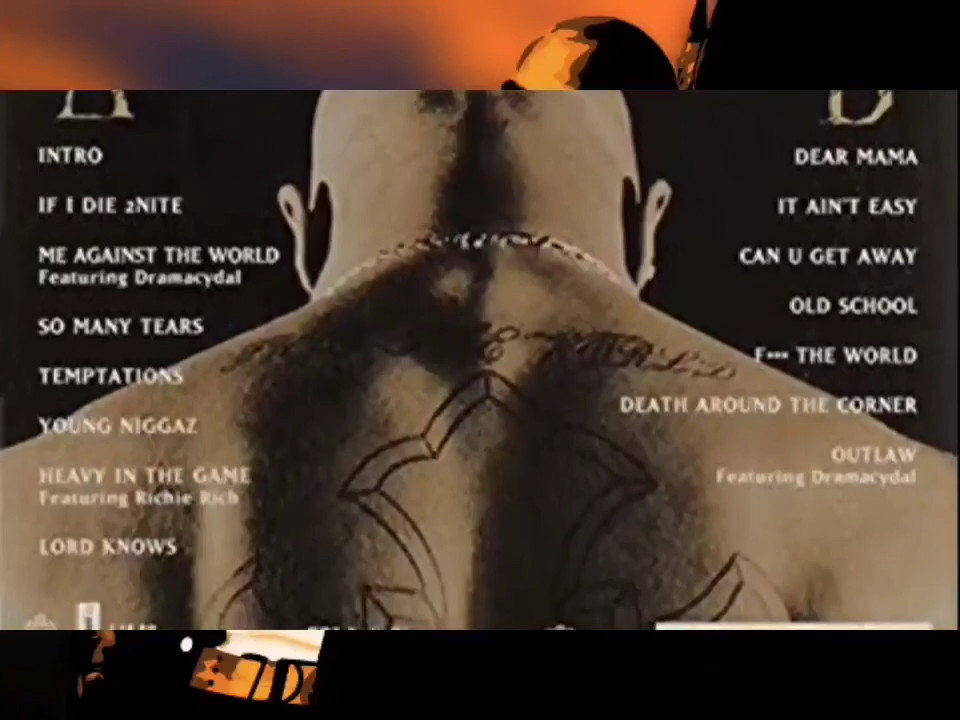 A
INTRO
IF I DIE 2NITE
ME AGAINST THE WORLD
Featuring Dramacydal
SO MANY TEARS
TEMPTATIONS
YOUNG NIGGAZ
HEAVY IN THE GAME
Featuring Richie Rich
LORD KNOWS
B
DEAR MAMA
IT AIN'T EASY
CAN U GET AWAY
OLD SCHOOL
F*** THE WORLD
DEATH AROUND THE CORNER
OUTLAW
Featuring Dramacydal